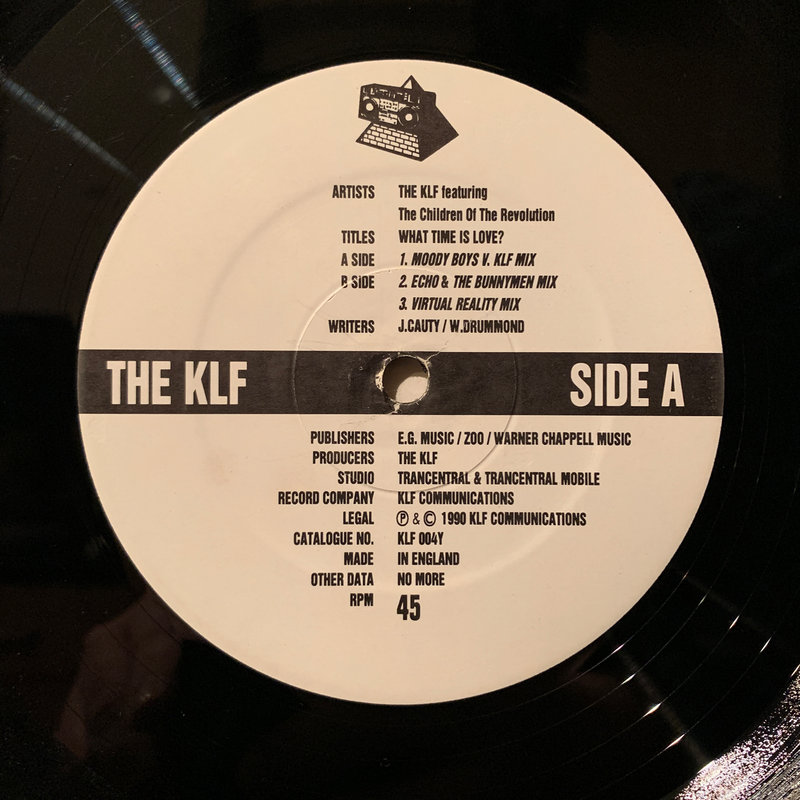 ARTISTS THE KLF featuring
The Children Of The Revolution
TITLES WHAT TIME IS LOVE?
A SIDE 1. MOODY BOYS V. KLF MIX
B SIDE 2. ECHO & THE BUNNYMEN MIX
3. VIRTUAL REALITY MIX
WRITERS J.CAUTY / W.DRUMMOND
THE KLF SIDE A
PUBLISHERS E.G. MUSIC / ZOO / WARNER CHAPPELL MUSIC
PRODUCERS THE KLF
STUDIO TRANCENTRAL & TRANCENTRAL MOBILE
RECORD COMPANY KLF COMMUNICATIONS
LEGAL ℗ & © 1990 KLF COMMUNICATIONS
CATALOGUE NO. KLF 004Y
MADE IN ENGLAND
OTHER DATA NO MORE
RPM 45